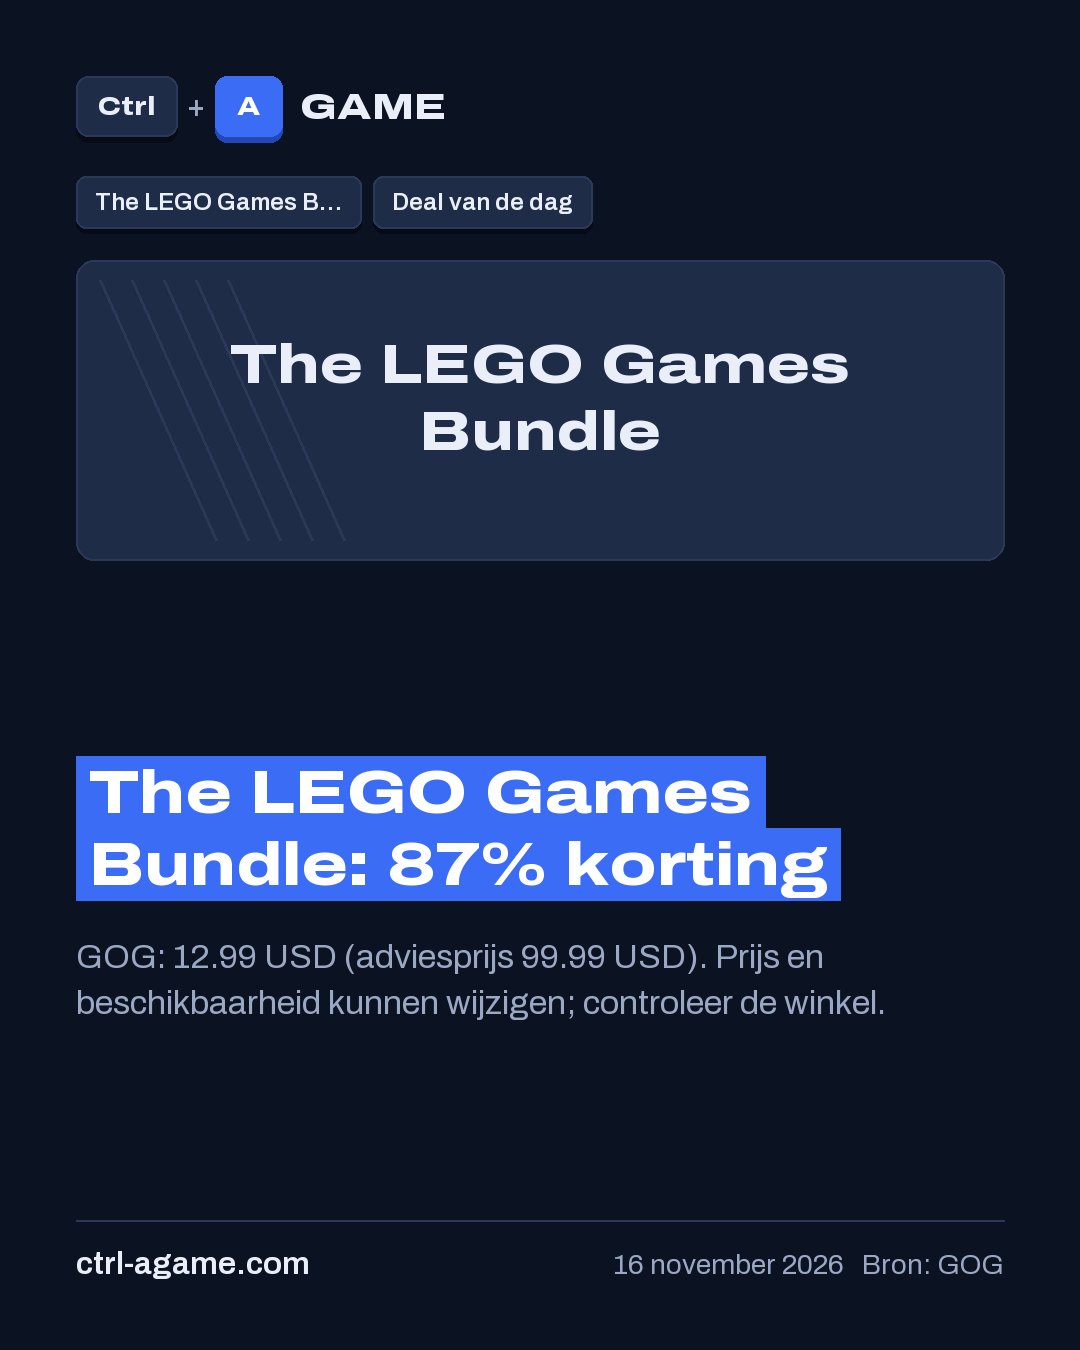 Ctrl + A GAME
The LEGO Games B... Deal van de dag
The LEGO Games
Bundle
The LEGO Games
Bundle: 87% korting
GOG: 12.99 USD (adviesprijs 99.99 USD). Prijs en
beschikbaarheid kunnen wijzigen; controleer de winkel.
ctrl-agame.com 16 november 2026 Bron: GOG